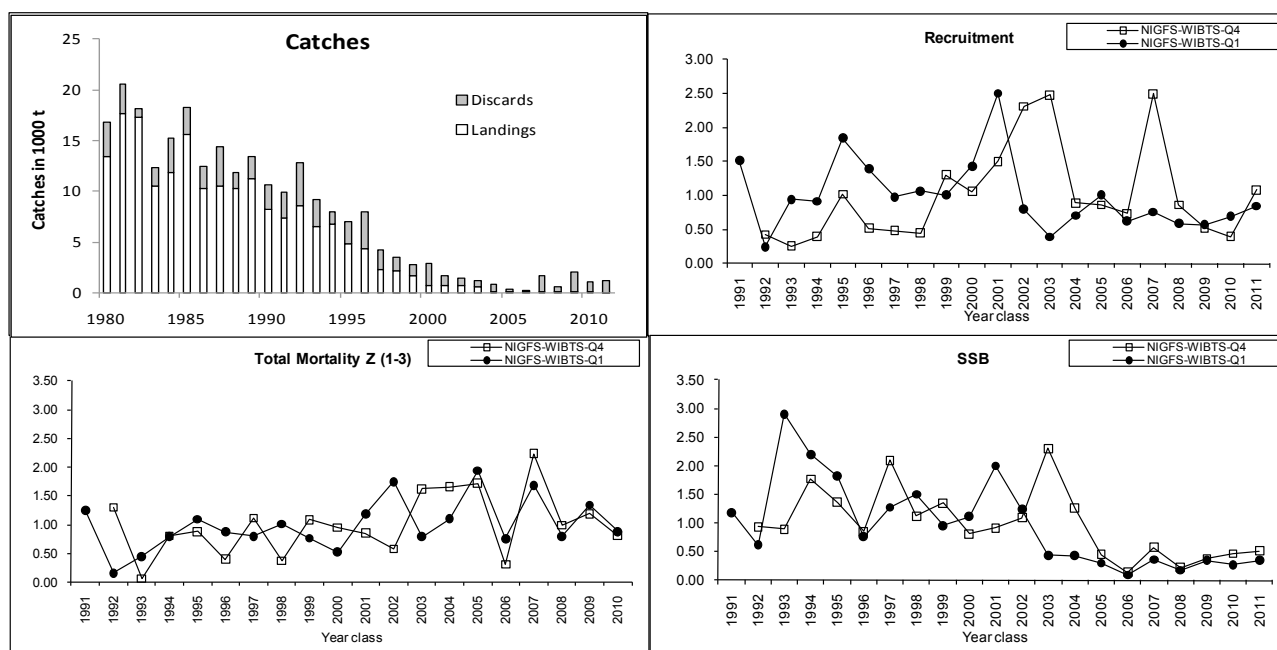 Catches
25
20
15
10
5
0
Catches in 1000 t
Discards
Landings
1980 1985 1990 1995 2000 2005 2010
Recruitment
NIGFS-WIBTS-Q4
NIGFS-WIBTS-Q1
3.00
2.50
2.00
1.50
1.00
0.50
0.00
1991 1992 1993 1994 1995 1996 1997 1998 1999 2000 2001 2002 2003 2004 2005 2006 2007 2008 2009 2010 2011
Year class
Total Mortality Z (1-3)
NIGFS-WIBTS-Q4
NIGFS-WIBTS-Q1
3.50
3.00
2.50
2.00
1.50
1.00
0.50
0.00
1991 1992 1993 1994 1995 1996 1997 1998 1999 2000 2001 2002 2003 2004 2005 2006 2007 2008 2009 2010
Year class
SSB
NIGFS-WIBTS-Q4
NIGFS-WIBTS-Q1
3.50
3.00
2.50
2.00
1.50
1.00
0.50
0.00
1991 1992 1993 1994 1995 1996 1997 1998 1999 2000 2001 2002 2003 2004 2005 2006 2007 2008 2009 2010 2011
Year class